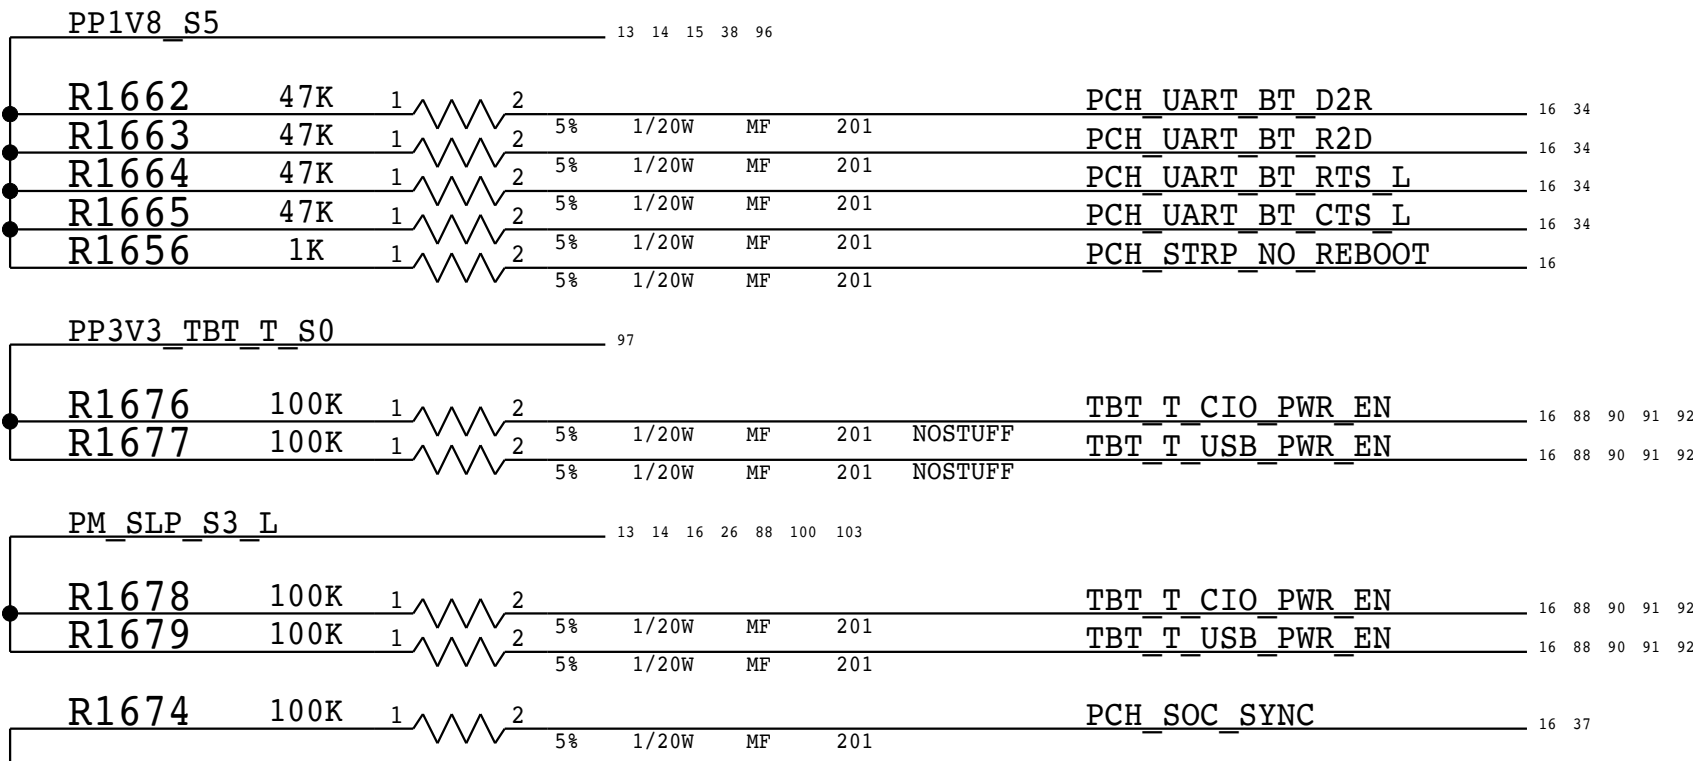 PP1V8_S5 13 14 15 38 96
R1662 47K 1 2 PCH_UART_BT_D2R 16 34
5% 1/20W MF 201
R1663 47K 1 2 PCH_UART_BT_R2D 16 34
5% 1/20W MF 201
R1664 47K 1 2 PCH_UART_BT_RTS_L 16 34
5% 1/20W MF 201
R1665 47K 1 2 PCH_UART_BT_CTS_L 16 34
5% 1/20W MF 201
R1656 1K 1 2 PCH_STRP_NO_REBOOT 16
5% 1/20W MF 201
PP3V3_TBT_T_S0 97
R1676 100K 1 2 TBT_T_CIO_PWR_EN 16 88 90 91 92
5% 1/20W MF 201 NOSTUFF
R1677 100K 1 2 TBT_T_USB_PWR_EN 16 88 90 91 92
5% 1/20W MF 201 NOSTUFF
PM_SLP_S3_L 13 14 16 26 88 100 103
R1678 100K 1 2 TBT_T_CIO_PWR_EN 16 88 90 91 92
5% 1/20W MF 201
R1679 100K 1 2 TBT_T_USB_PWR_EN 16 88 90 91 92
5% 1/20W MF 201
R1674 100K 1 2 PCH_SOC_SYNC 16 37
5% 1/20W MF 201